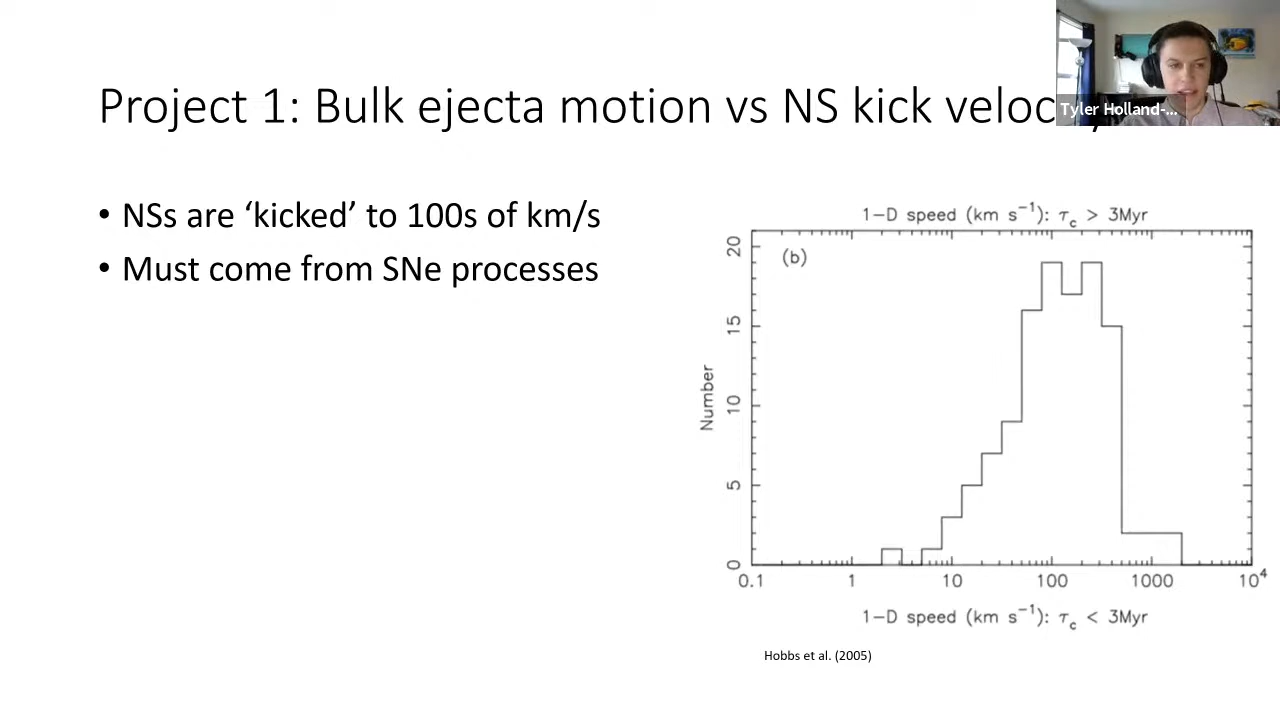 Project 1: Bulk ejecta motion vs NS kick
Tyler Holland-...
• NSs are ‘kicked’ to 100s of km/s
• Must come from SNe processes
1-D speed (km s⁻¹): τc > 3Myr
(b)
Number
20
15
10
5
0
0.1 1 10 100 1000 10⁴
1-D speed (km s⁻¹): τc < 3Myr
Hobbs et al. (2005)